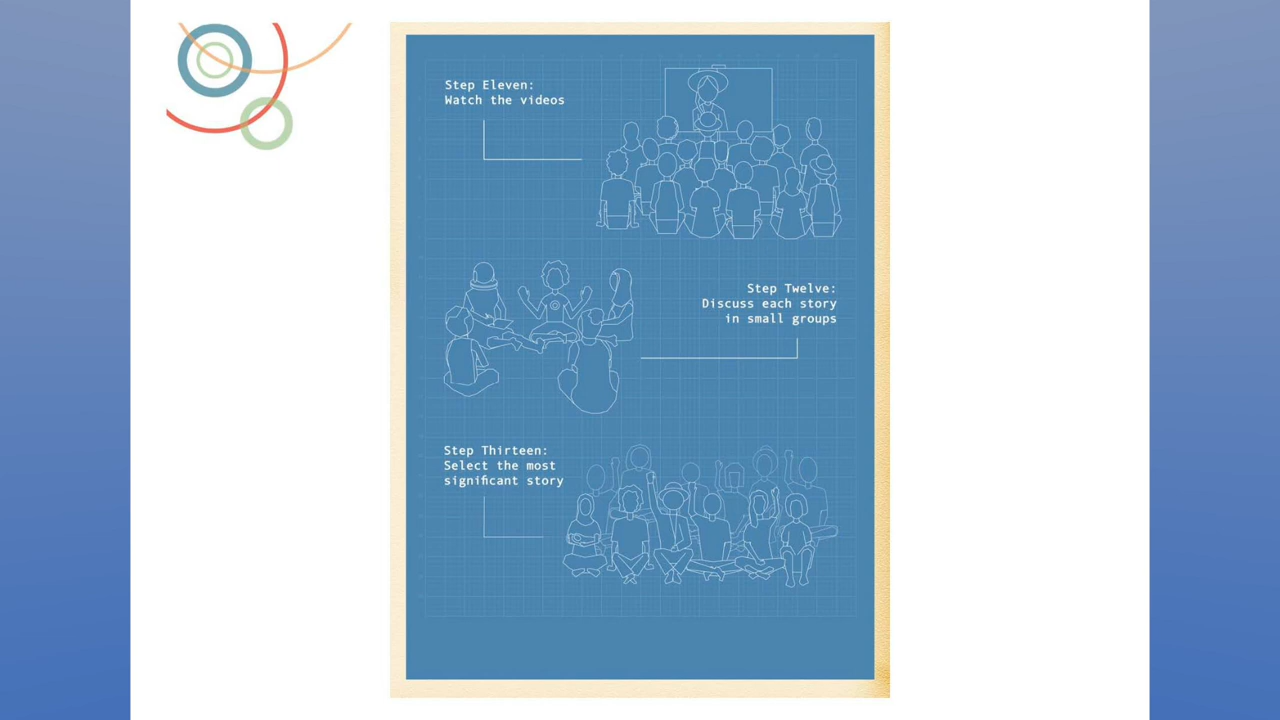 Step Eleven:
Watch the videos
Step Twelve:
Discuss each story
in small groups
Step Thirteen:
Select the most
significant story